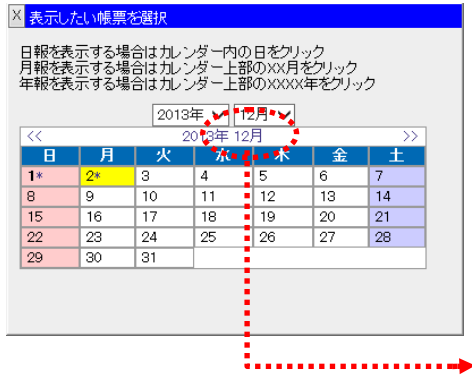 X 表示したい帳票を選択
日報を表示する場合はカレンダー内の日をクリック
月報を表示する場合はカレンダー上部のXX月をクリック
年報を表示する場合はカレンダー上部のXXXX年をクリック
2013年 12月
<< 2013年 12月 >>
日 月 火 水 木 金 土
1* 2* 3 4 5 6 7
8 9 10 11 12 13 14
15 16 17 18 19 20 21
22 23 24 25 26 27 28
29 30 31